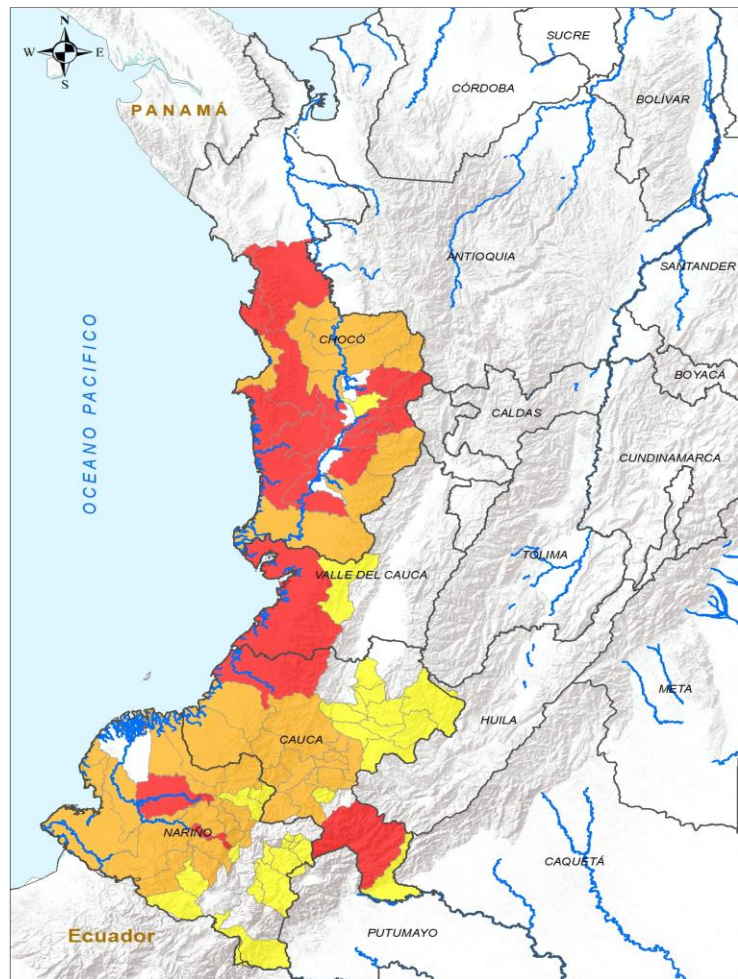 N
W E
S
SUCRE
CÓRDOBA
BOLÍVAR
PANAMÁ
ANTIOQUIA
SANTANDER
OCEANO PACIFICO
CHOCÓ
BOYACÁ
CALDAS
CUNDINAMARCA
TOLIMA
VALLE DEL CAUCA
META
HUILA
CAUCA
NARIÑO
CAQUETÁ
PUTUMAYO
Ecuador